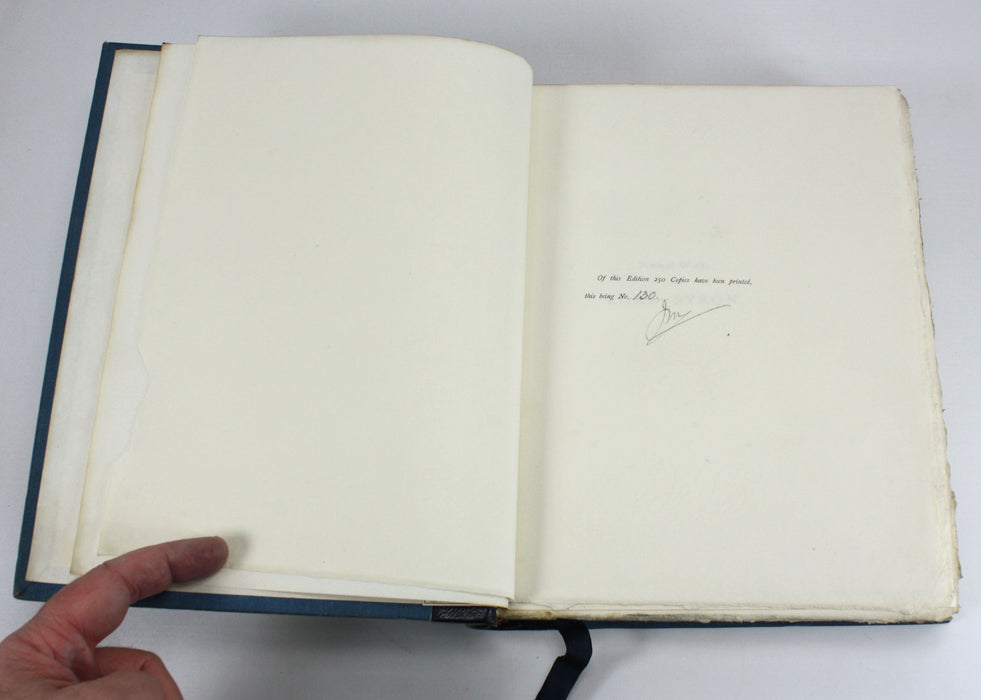 Of this Edition 250 Copies have been printed,
this being No. 130.